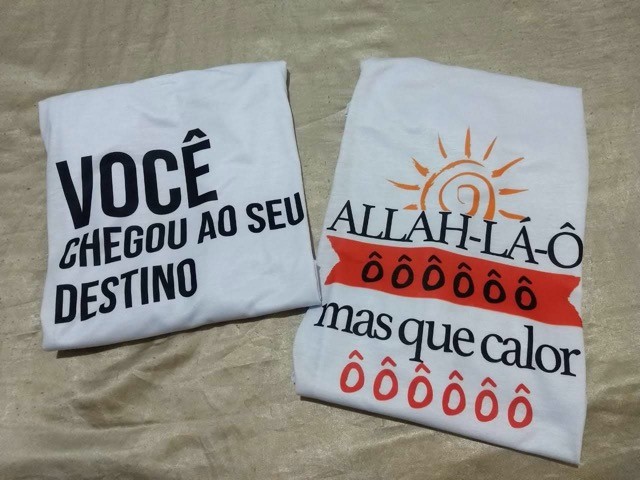 VOCÊ
CHEGOU AO SEU
DESTINO
ALLAH-LÁ-Ô
ÔÔÔÔÔÔ
mas que calor
ÔÔÔÔÔÔ